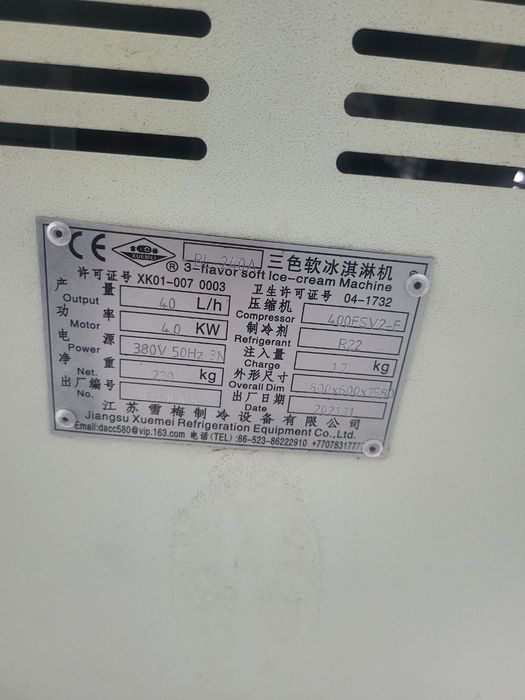 CE XUEMEI ® BL-240A 三色软冰淇淋机
3-flavor soft Ice-cream Machine
许可证号 XK01-007 0003 卫生许可证号 04-1732
产量 Output 40 L/h 压缩机 Compressor
功率 Motor 4.0 KW 制冷剂 Refrigerant R22
电源 Power 380V 50Hz 3N 注入量 Charge 1.7 kg
净重 Net. 220 kg 外形尺寸 Overall Dim
出厂编号 No. 出厂日期 Date 2021.11
江苏雪梅制冷设备有限公司
Jiangsu Xuemei Refrigeration Equipment Co.,Ltd.
Email:dacc580@vip.163.com 电话(TEL):86-523-86222910